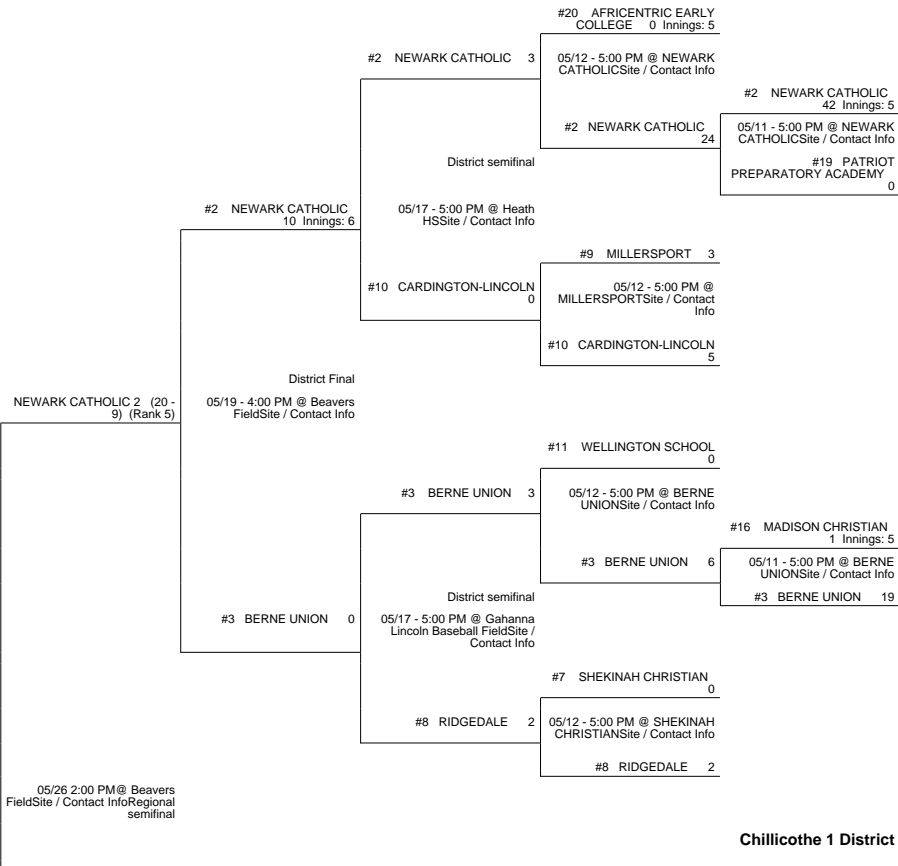 #20 AFRICENTRIC EARLY
COLLEGE 0 Innings: 5
#2 NEWARK CATHOLIC 3
05/12 - 5:00 PM @ NEWARK
CATHOLICSite / Contact Info
#2 NEWARK CATHOLIC
42 Innings: 5
#2 NEWARK CATHOLIC
24
05/11 - 5:00 PM @ NEWARK
CATHOLICSite / Contact Info
#19 PATRIOT
PREPARATORY ACADEMY
0
District semifinal
05/17 - 5:00 PM @ Heath
HSSite / Contact Info
#2 NEWARK CATHOLIC
10 Innings: 6
#9 MILLERSPORT 3
#10 CARDINGTON-LINCOLN
0
05/12 - 5:00 PM @
MILLERSPORTSite / Contact
Info
#10 CARDINGTON-LINCOLN
5
District Final
05/19 - 4:00 PM @ Beavers
FieldSite / Contact Info
NEWARK CATHOLIC 2 (20 -
9) (Rank 5)
#11 WELLINGTON SCHOOL
0
#3 BERNE UNION 3
05/12 - 5:00 PM @ BERNE
UNIONSite / Contact Info
#16 MADISON CHRISTIAN
1 Innings: 5
#3 BERNE UNION 6
05/11 - 5:00 PM @ BERNE
UNIONSite / Contact Info
#3 BERNE UNION 19
District semifinal
05/17 - 5:00 PM @ Gahanna
Lincoln Baseball FieldSite /
Contact Info
#3 BERNE UNION 0
#7 SHEKINAH CHRISTIAN
0
#8 RIDGEDALE 2
05/12 - 5:00 PM @ SHEKINAH
CHRISTIANSite / Contact Info
#8 RIDGEDALE 2
05/26 2:00 PM@ Beavers
FieldSite / Contact InfoRegional
semifinal
Chillicothe 1 District